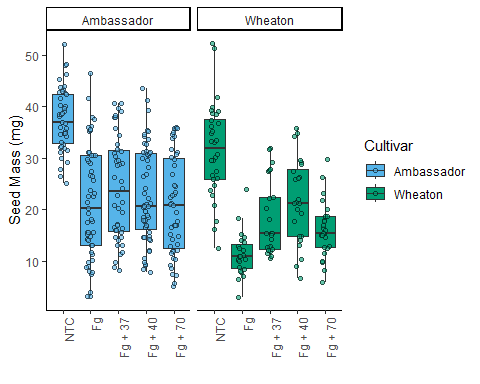 Ambassador
Wheaton
Seed Mass (mg)
50
40
30
20
10
NTC
Fg
Fg + 37
Fg + 40
Fg + 70
NTC
Fg
Fg + 37
Fg + 40
Fg + 70
Cultivar
Ambassador
Wheaton